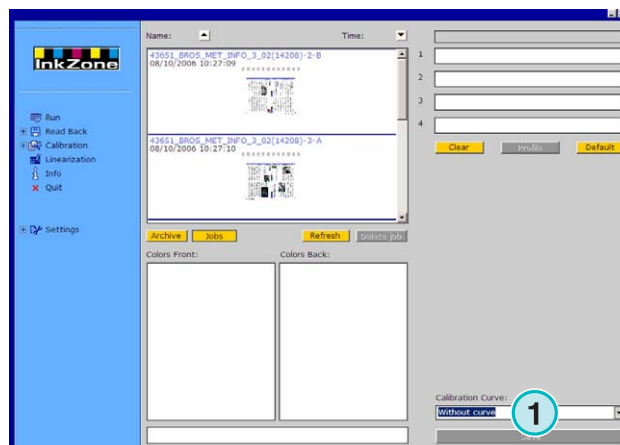 InkZone
Run
Read Back
Calibration
Linearization
Info
Quit
Settings
Name:
Time:
43651_BROS_MET_INFO_3_02(14208)-2-B
08/10/2006 10:27:09
43651_BROS_MET_INFO_3_02(14208)-2-A
08/10/2006 10:27:10
Archive
Jobs
Refresh
Delete job
Colors Front:
Colors Back:
1
2
3
4
Clear
Profile
Default
Calibration Curve:
Without curve
1